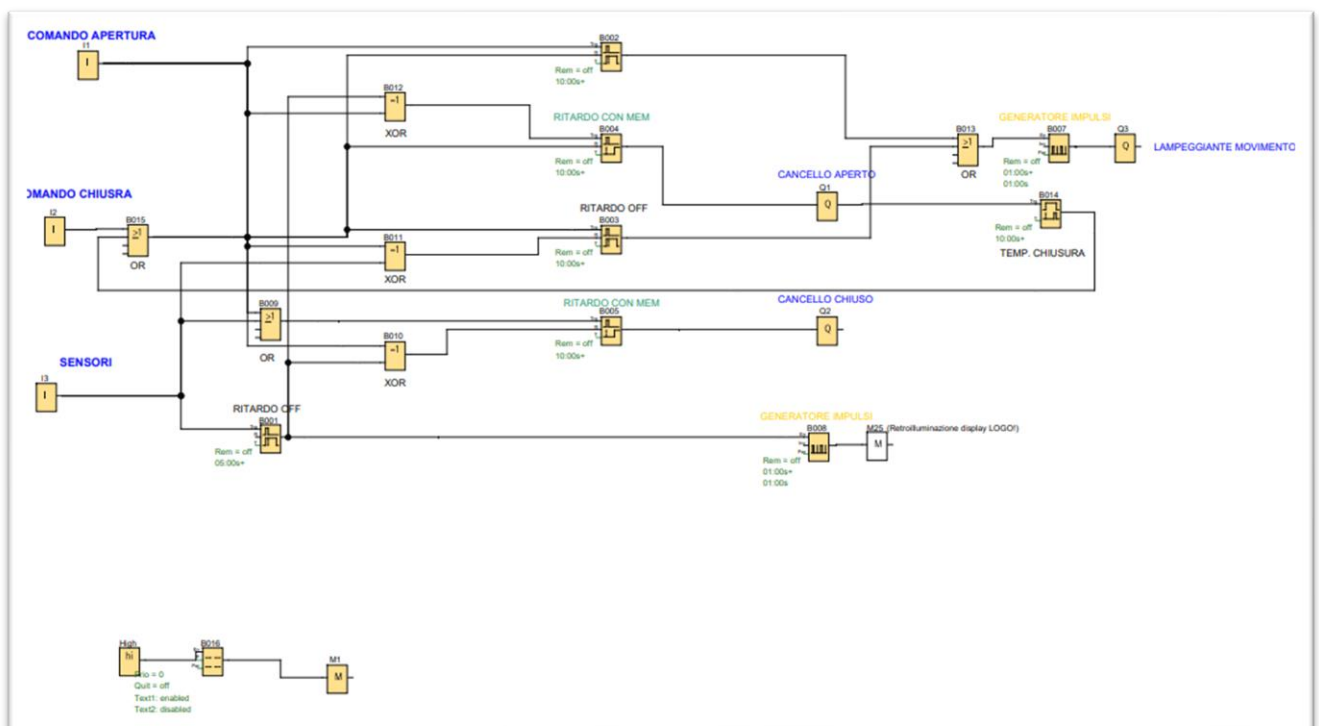 COMANDO APERTURA
I1
I
B002
Rem = off
10:00s+
B012
=1
XOR
RITARDO CON MEM
B004
Rem = off
10:00s+
GENERATORE IMPULSI
B013
≥1
OR
B007
Rem = off
01:00s+
01:00s
Q3
Q
LAMPEGGIANTE MOVIMENTO
CANCELLO APERTO
Q1
Q
B014
Rem = off
10:00s+
TEMP. CHIUSURA
OMANDO CHIUSRA
I2
I
B015
≥1
OR
RITARDO OFF
B003
Rem = off
10:00s+
B011
=1
XOR
B009
≥1
OR
RITARDO CON MEM
B005
Rem = off
10:00s+
CANCELLO CHIUSO
Q2
Q
B010
=1
XOR
SENSORI
I3
I
RITARDO OFF
B001
Rem = off
05:00s+
GENERATORE IMPULSI
B008
Rem = off
01:00s+
01:00s
M25 (Retroilluminazione display LOGO!)
M
High
hi
B016
Prio = 0
Quit = off
Text1: enabled
Text2: disabled
M1
M